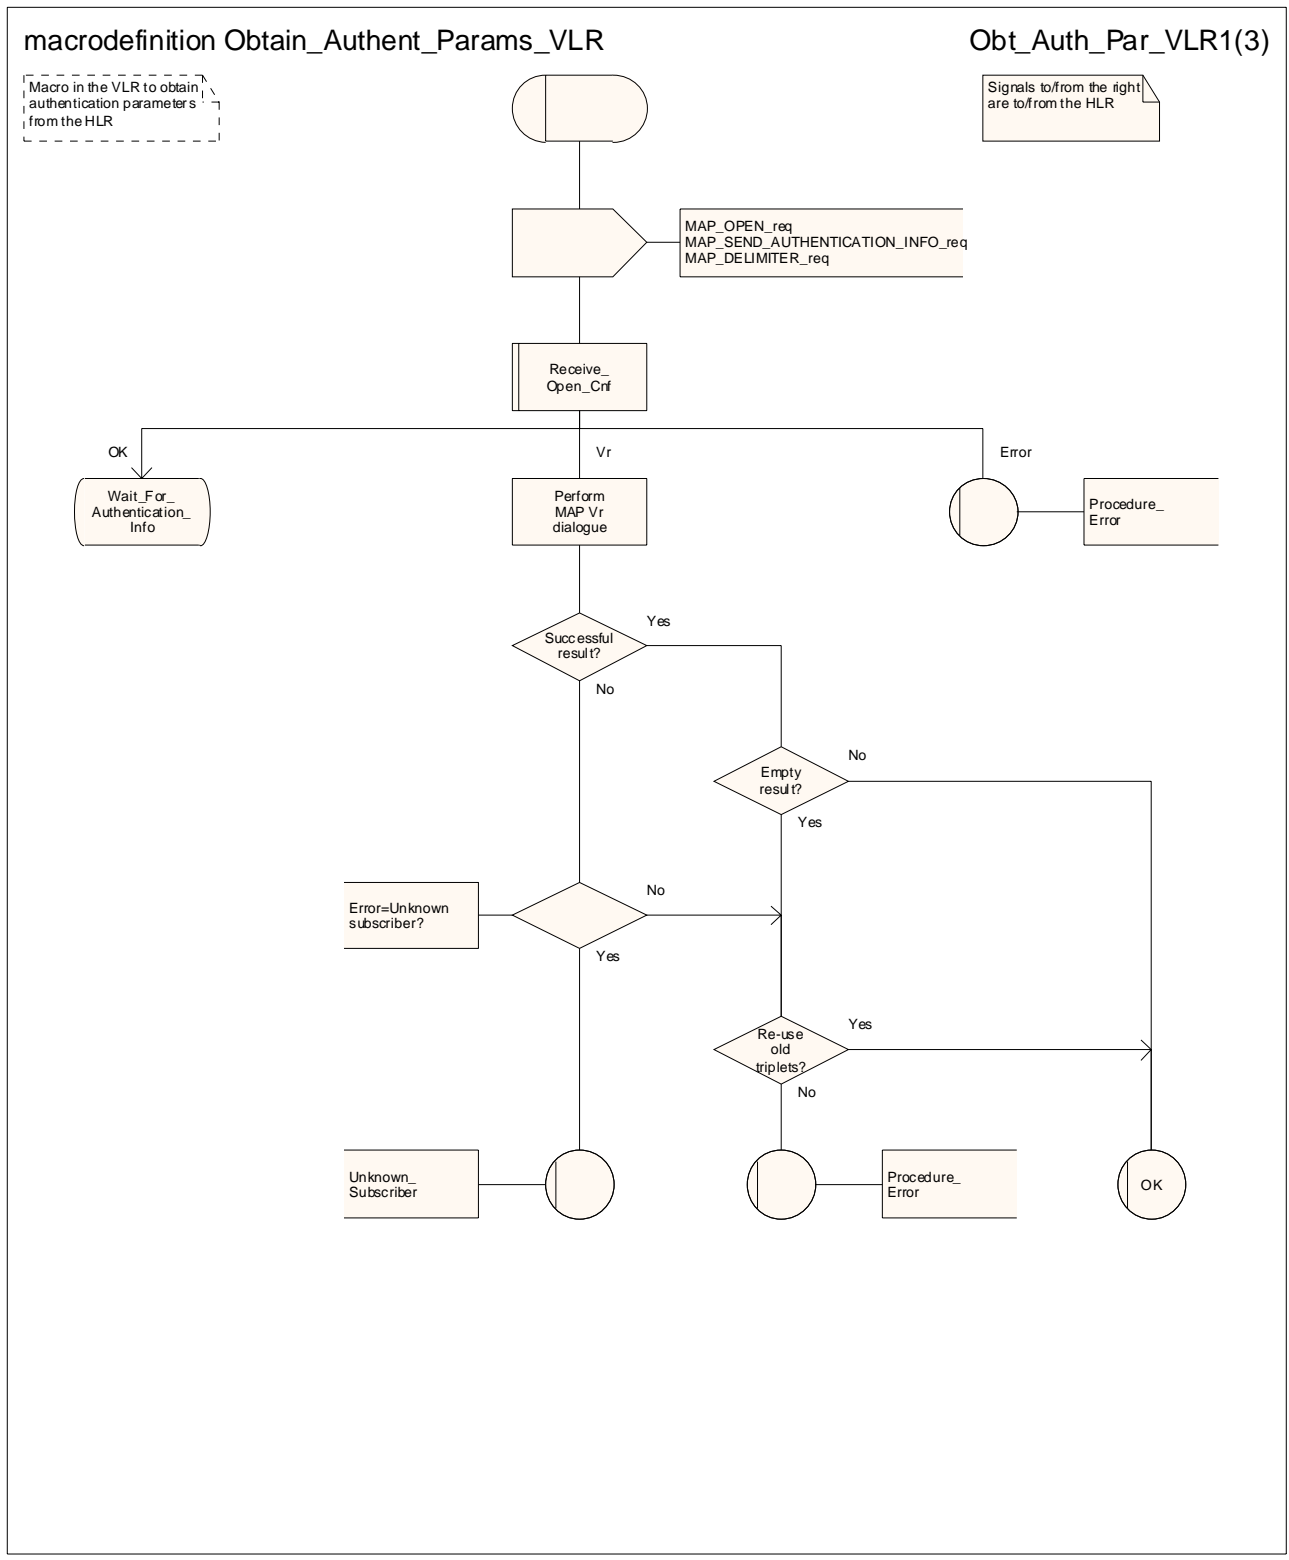 macrodefinition Obtain_Authent_Params_VLR
Obt_Auth_Par_VLR1(3)
Macro in the VLR to obtain
authentication parameters
from the HLR
Signals to/from the right
are to/from the HLR
MAP_OPEN_req
MAP_SEND_AUTHENTICATION_INFO_req
MAP_DELIMITER_req
Receive_
Open_Cnf
OK
Vr
Error
Wait_For_
Authentication_
Info
Perform
MAP Vr
dialogue
Procedure_
Error
Successful
result?
Yes
No
Empty
result?
No
Yes
Error=Unknown
subscriber?
No
Yes
Re-use
old
triplets?
Yes
No
Unknown_
Subscriber
Procedure_
Error
OK